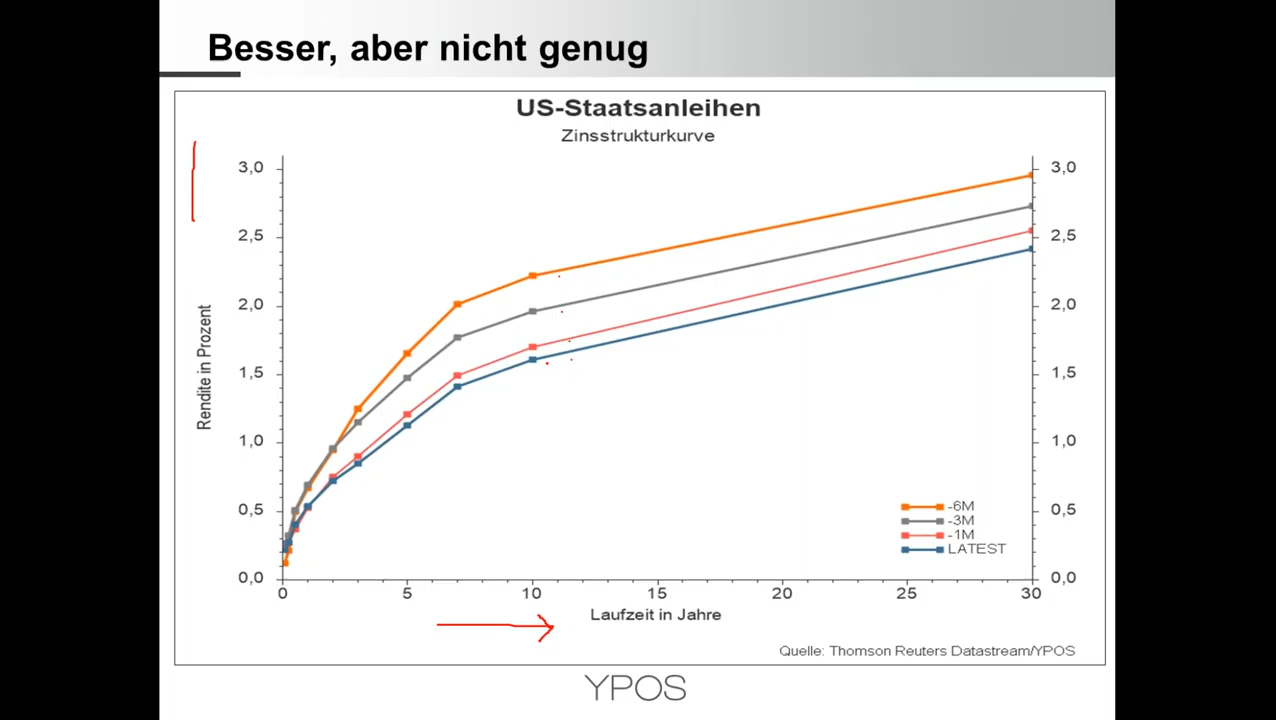 Besser, aber nicht genug
US-Staatsanleihen
Zinsstrukturkurve
3,0 3,0
2,5 2,5
2,0 2,0
1,5 1,5
1,0 1,0
0,5 0,5
0,0 0,0
Rendite in Prozent
-6M
-3M
-1M
LATEST
0 5 10 15 20 25 30
Laufzeit in Jahre
Quelle: Thomson Reuters Datastream/YPOS
YPOS